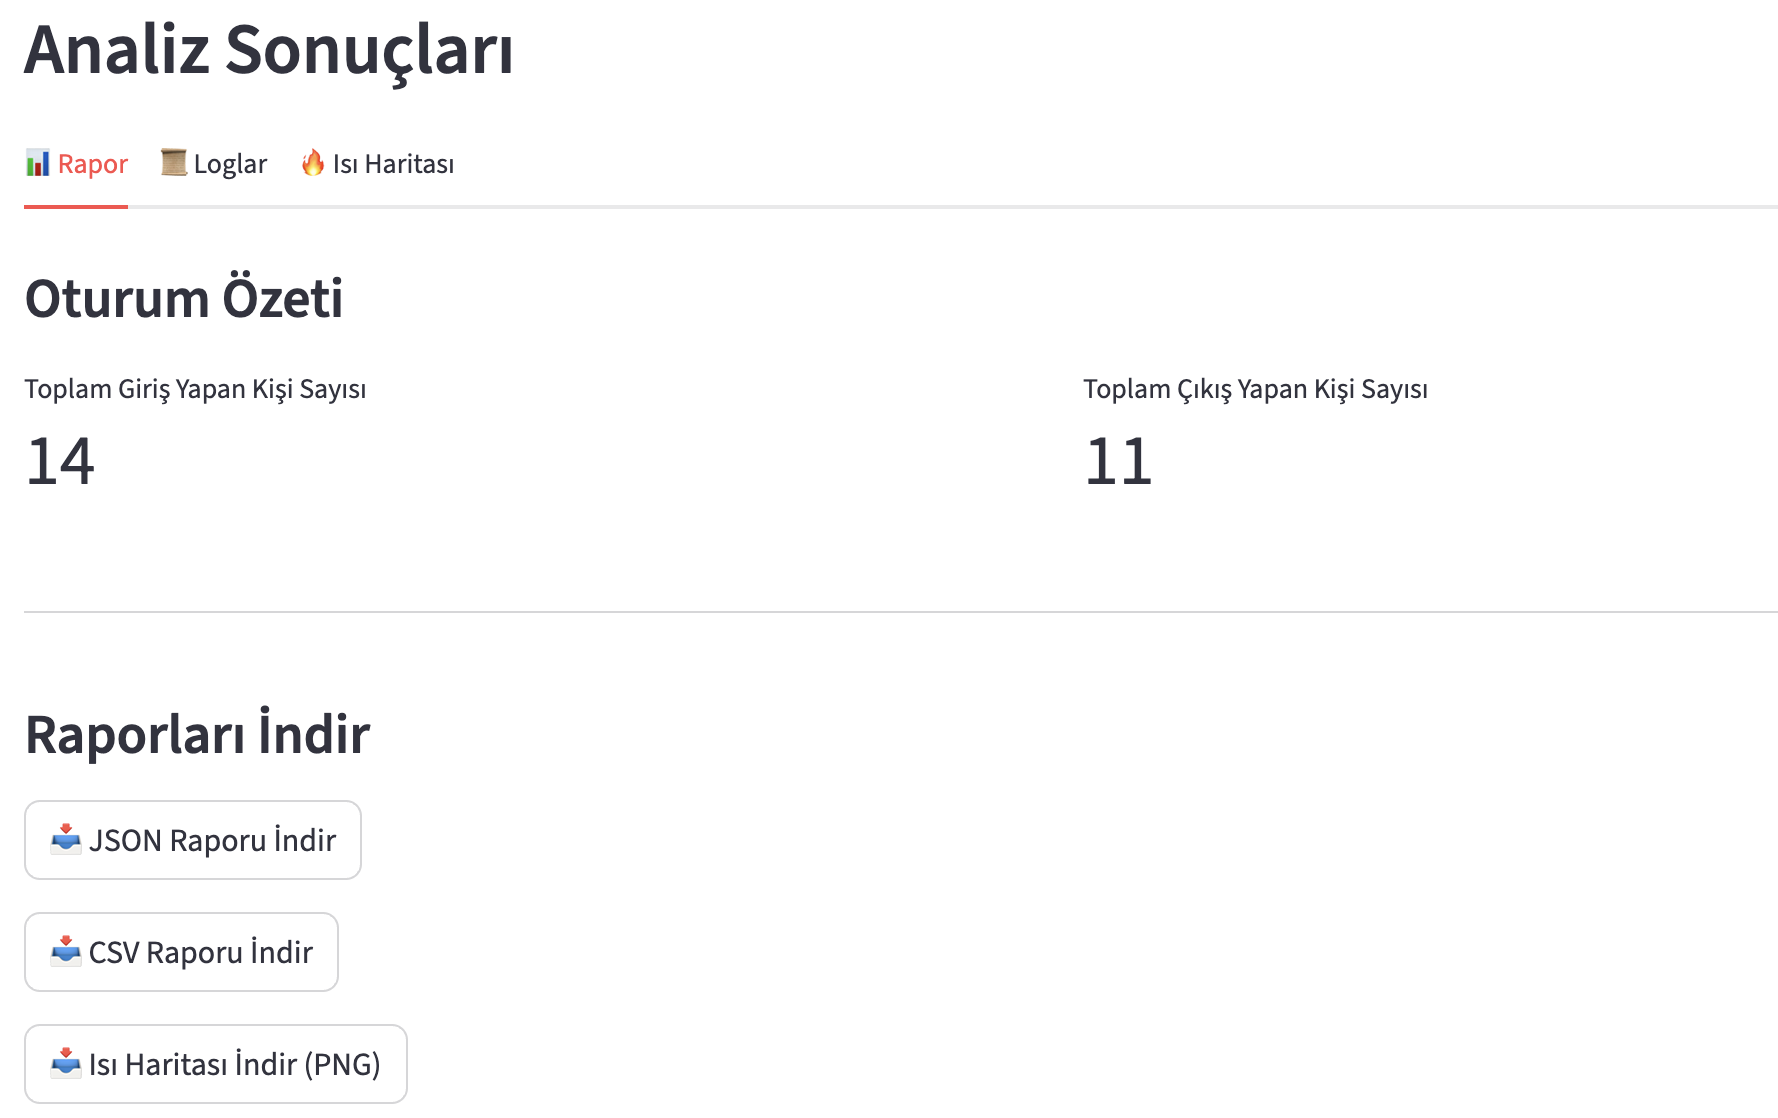 Analiz Sonuçları
Rapor Loglar Isı Haritası
Oturum Özeti
Toplam Giriş Yapan Kişi Sayısı Toplam Çıkış Yapan Kişi Sayısı
14 11
Raporları İndir
JSON Raporu İndir
CSV Raporu İndir
Isı Haritası İndir (PNG)